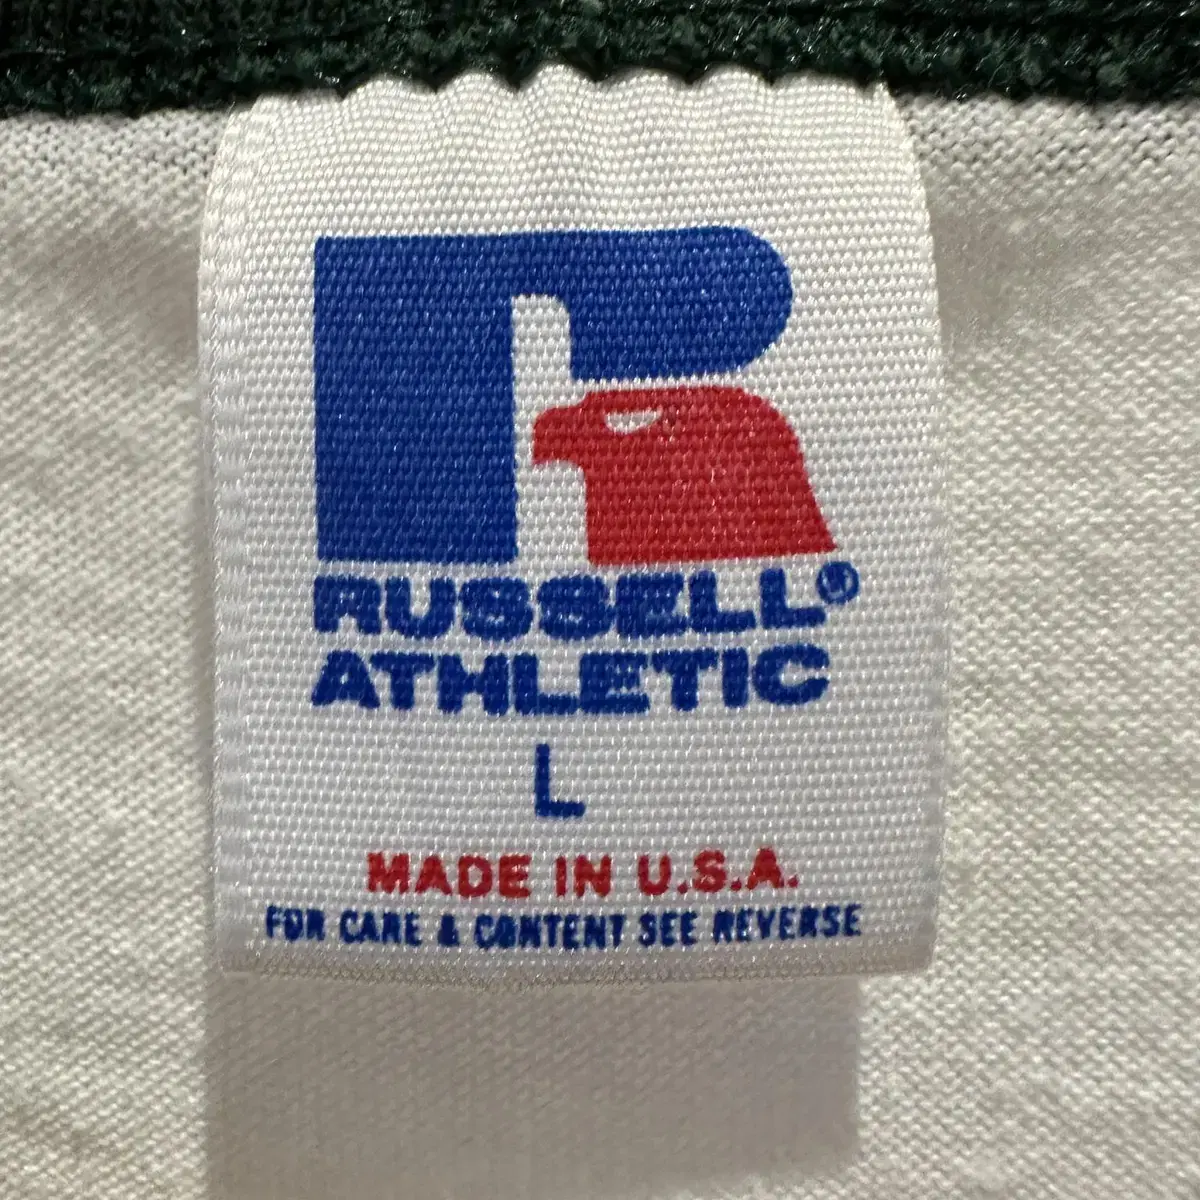 RUSSELL®
ATHLETIC
L
MADE IN U.S.A.
FOR CARE & CONTENT SEE REVERSE